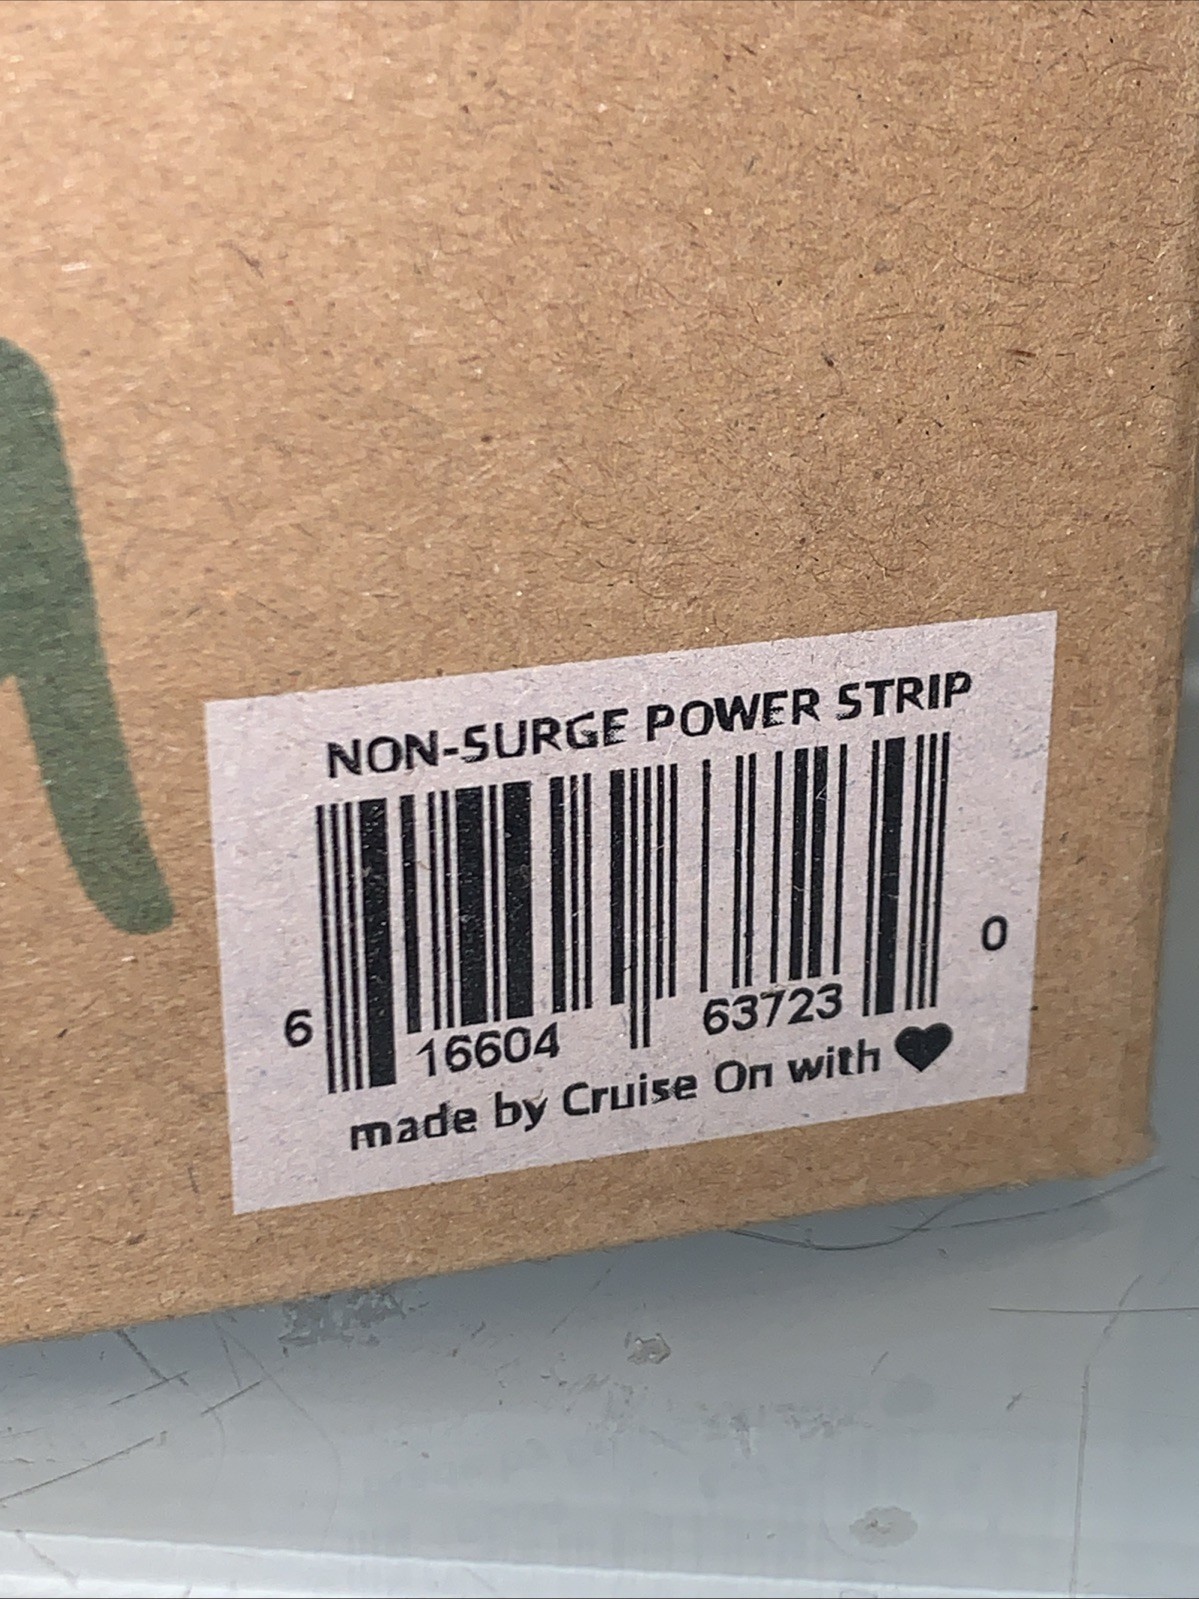 NON-SURGE POWER STRIP
6 16604 63723 0
made by Cruise On with ♥